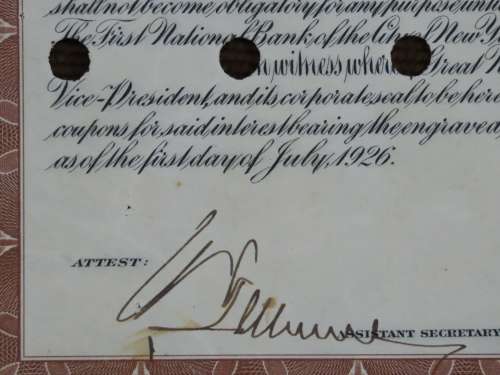 shall not become, obligatory for any purpose until
The First National Bank, of the City of New
In witness where Great
Vice-President, and its corporate seal to be here
coupons for said interest bearing the engraved
as of the first day of July, 1926.
ATTEST:
ASSISTANT SECRETARY